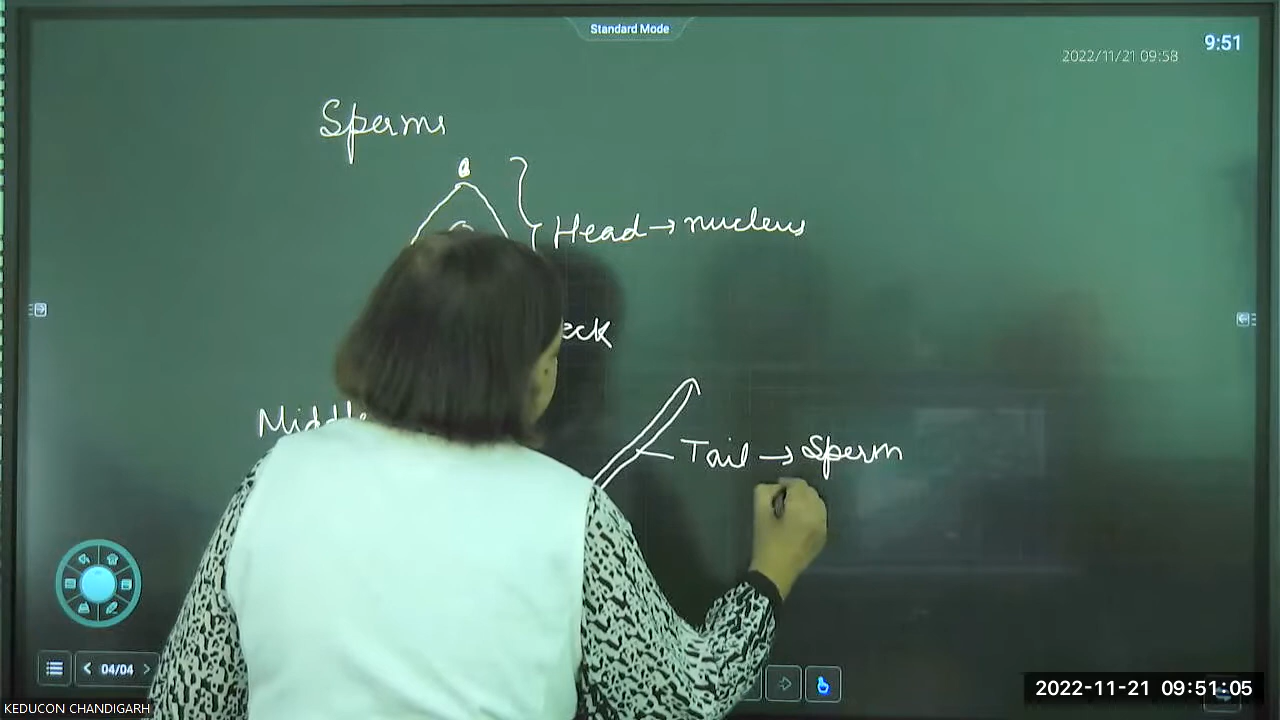 Standard Mode
9:51
2022/11/21 09:58
Sperms
Head → nucleus
eck
Middle
Tail → Sperm
04/04
2022-11-21 09:51:05
KEDUCON CHANDIGARH